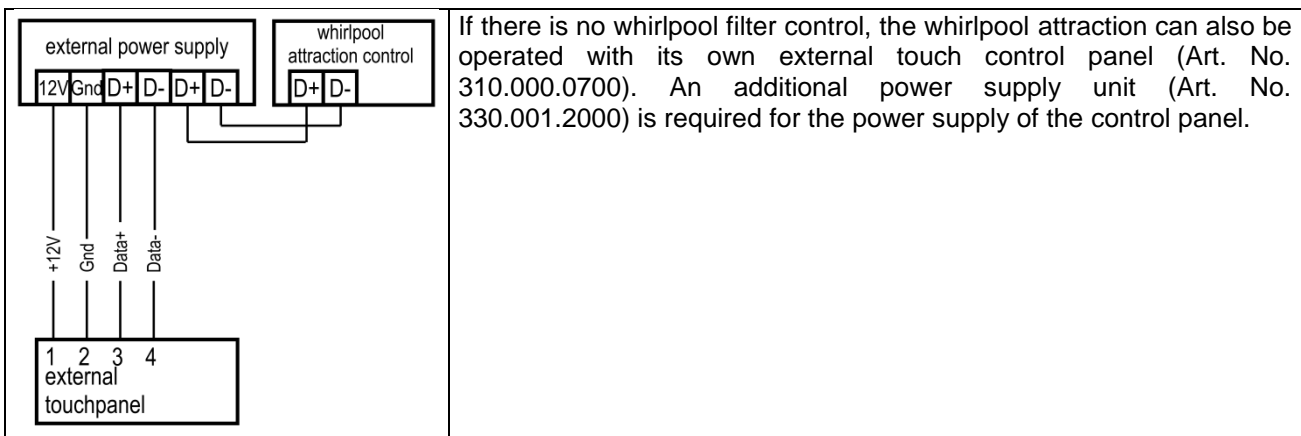 external power supply
12V Gnd D+ D- D+ D-
whirlpool
attraction control
D+ D-
+12V
Gnd
Data+
Data-
1 2 3 4
external
touchpanel
If there is no whirlpool filter control, the whirlpool attraction can also be
operated with its own external touch control panel (Art. No.
310.000.0700). An additional power supply unit (Art. No.
330.001.2000) is required for the power supply of the control panel.